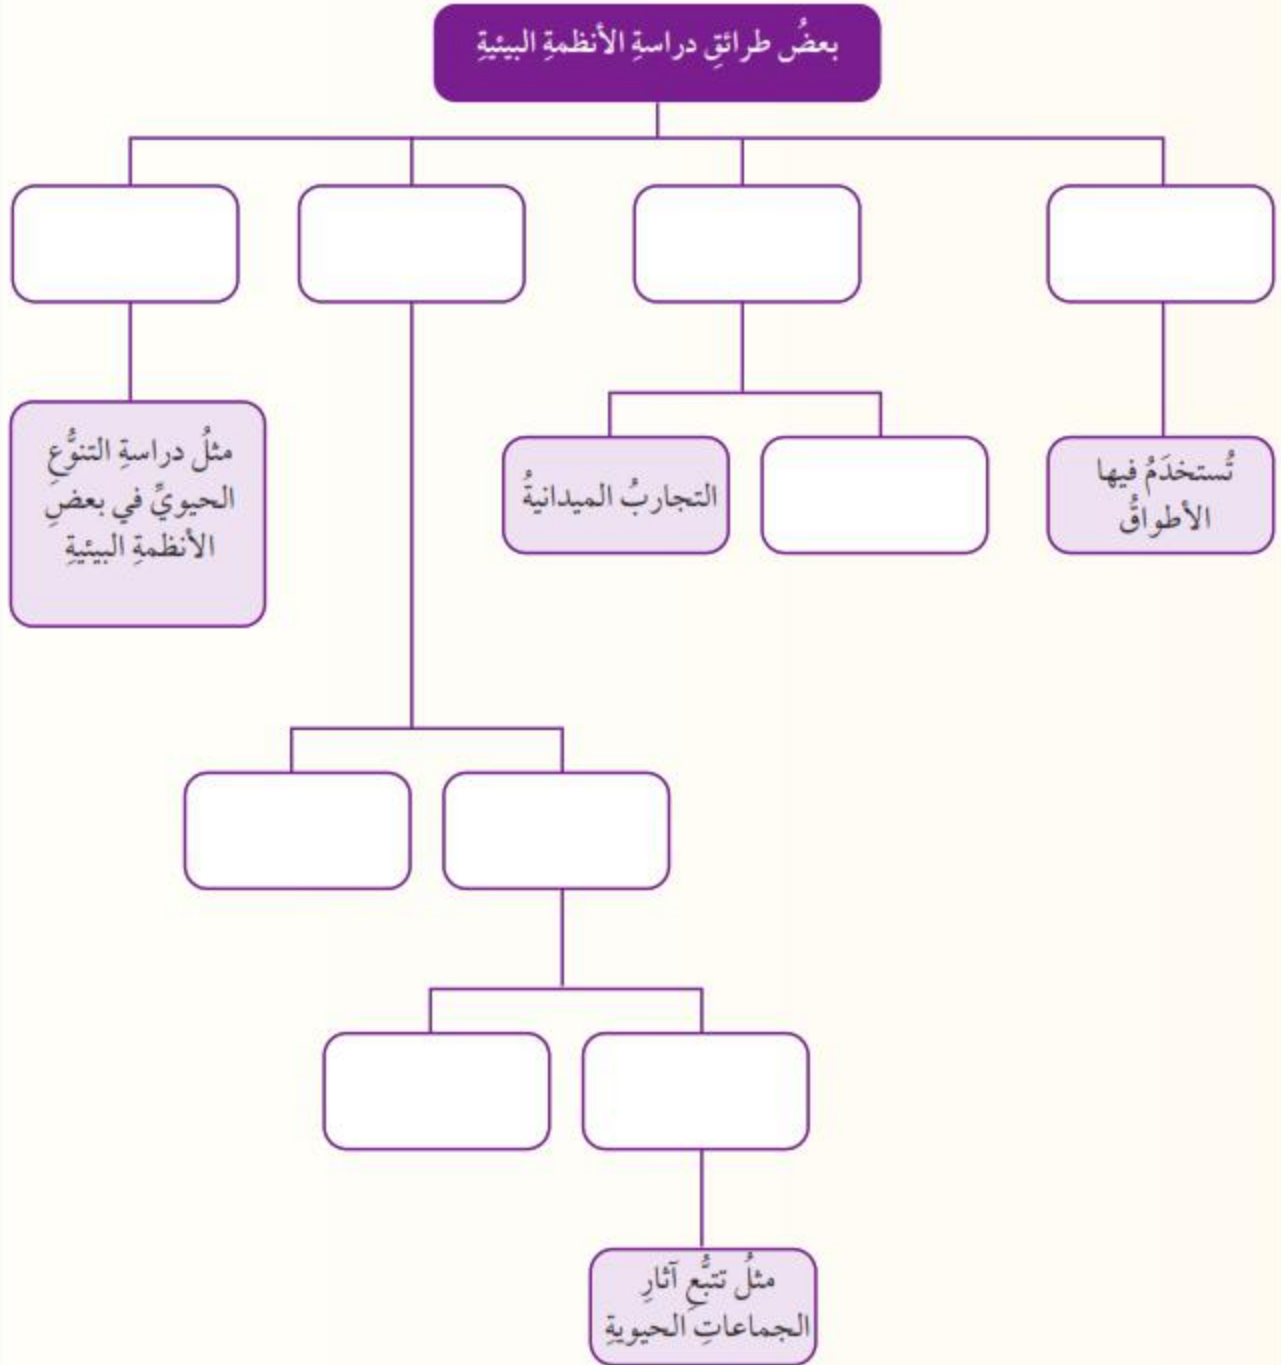 بعضُ طرائقِ دراسةِ الأنظمةِ البيئيةِ
تُستخدَمُ فيها
الأطواقُ
التجاربُ الميدانيةُ
مثلُ دراسةِ التنوُّعِ
الحيويِّ في بعضِ
الأنظمةِ البيئيةِ
مثلُ تتبُّعِ آثارِ
الجماعاتِ الحيويةِ